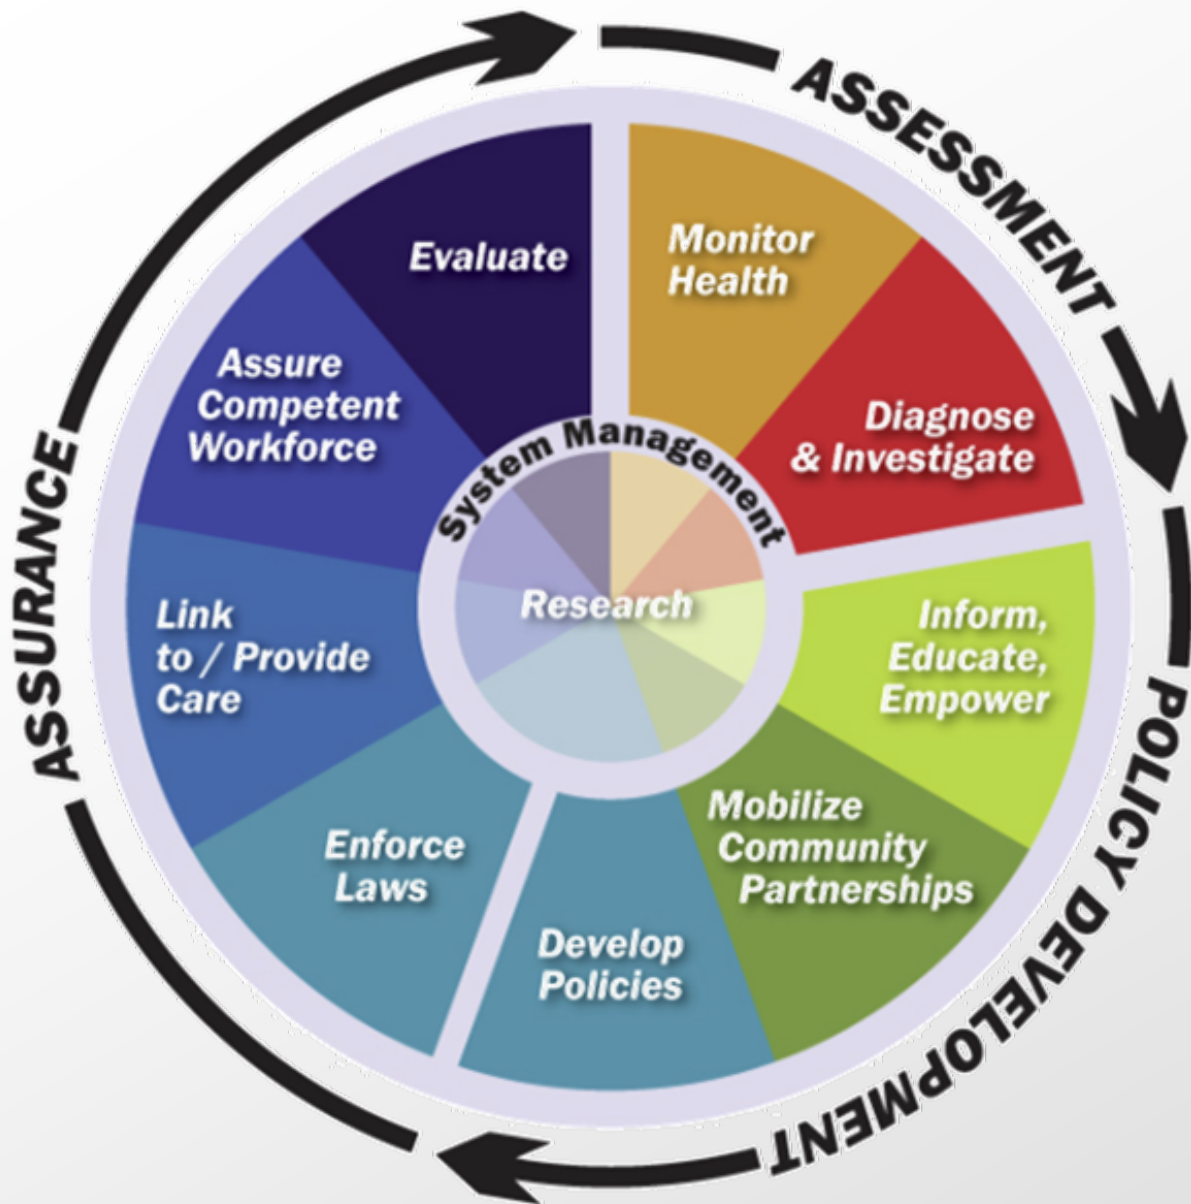 ASSESSMENT
Monitor
Health
Diagnose
& Investigate
POLICY DEVELOPMENT
Inform,
Educate,
Empower
Mobilize
Community
Partnerships
Develop
Policies
ASSURANCE
Enforce
Laws
Link
to / Provide
Care
Assure
Competent
Workforce
Evaluate
System Management
Research